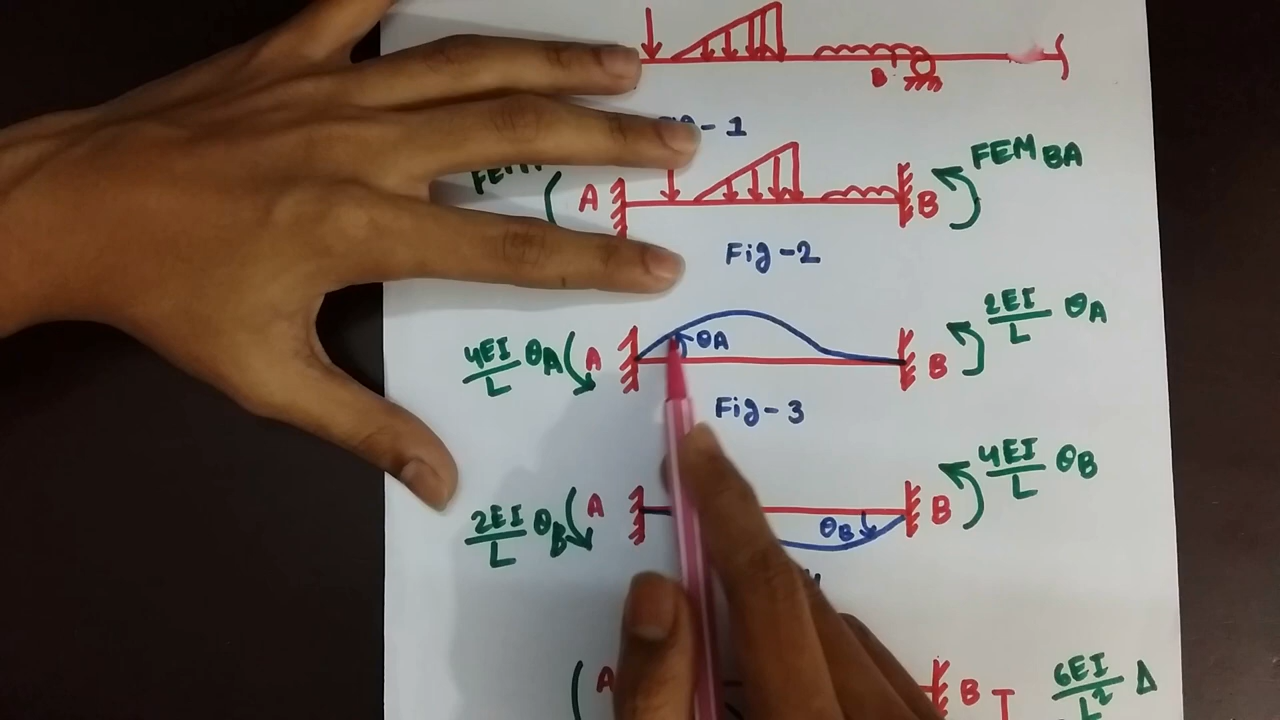 B
- 1
FEM BA
A B
Fig-2
4EI/L θA A θA B 2EI/L θA
Fig-3
2EI/L θB A θB B 4EI/L θB
A B 6EI/L² Δ